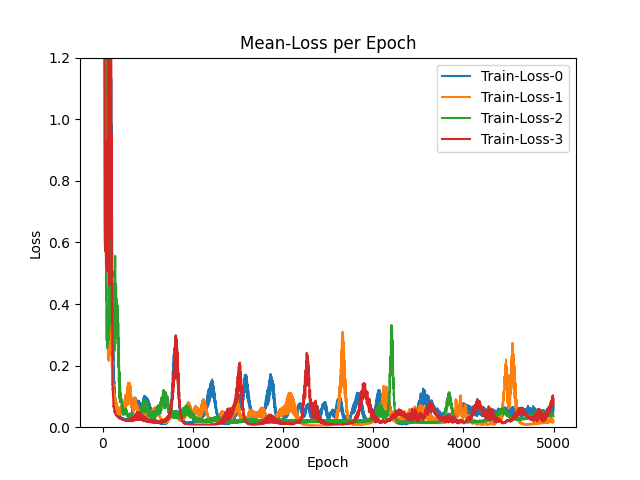 Mean-Loss per Epoch
1.2
1.0
0.8
0.6
0.4
0.2
0.0
Loss
Train-Loss-0
Train-Loss-1
Train-Loss-2
Train-Loss-3
0 1000 2000 3000 4000 5000
Epoch